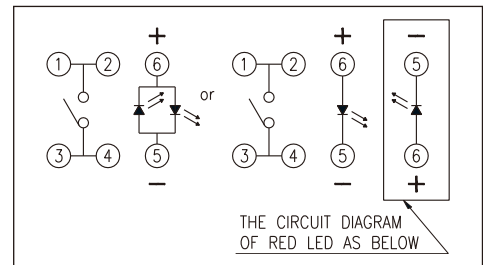 + + −
1 2 6 1 2 6 5
or
3 4 5 3 4 5 6
− − +
THE CIRCUIT DIAGRAM
OF RED LED AS BELOW